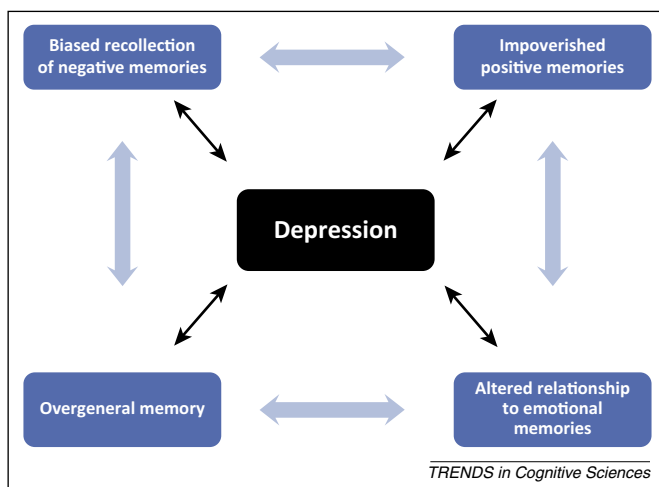 Biased recollection
of negative memories
Impoverished
positive memories
Depression
Overgeneral memory
Altered relationship
to emotional
memories
TRENDS in Cognitive Sciences